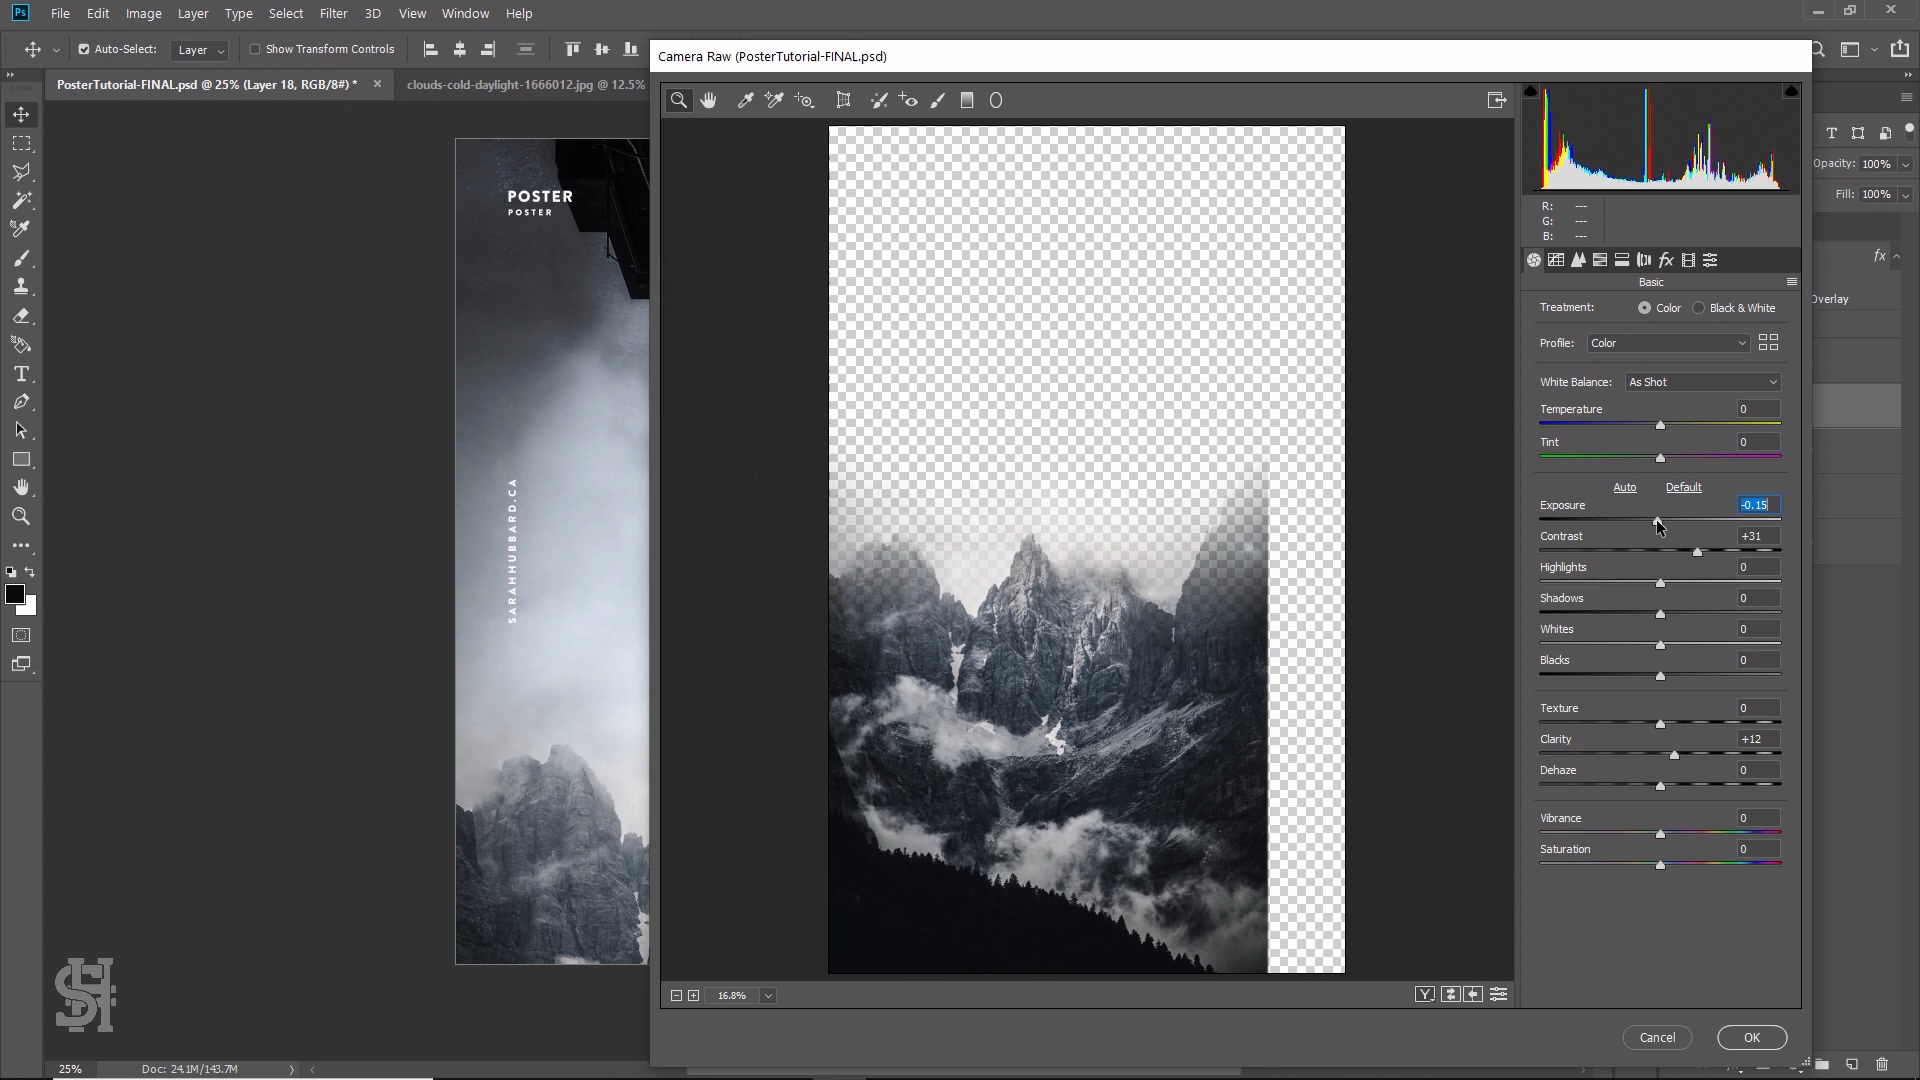 Ps File Edit Image Layer Type Select Filter 3D View Window Help
Auto-Select: Layer Show Transform Controls
PosterTutorial-FINAL.psd @ 25% (Layer 18, RGB/8#) * × clouds-cold-daylight-1666012.jpg @ 12.5%
Camera Raw (PosterTutorial-FINAL.psd)
POSTER
POSTER
SARAHHUBBARD.CA
R: ---
G: ---
B: ---
Basic
Treatment: Color Black & White
Profile: Color
White Balance: As Shot
Temperature 0
Tint 0
Auto Default
Exposure -0.15
Contrast +31
Highlights 0
Shadows 0
Whites 0
Blacks 0
Texture 0
Clarity +12
Dehaze 0
Vibrance 0
Saturation 0
Opacity: 100%
Fill: 100%
fx
Overlay
16.8%
Y
Cancel OK
SH
25% Doc: 24.1M/143.7M